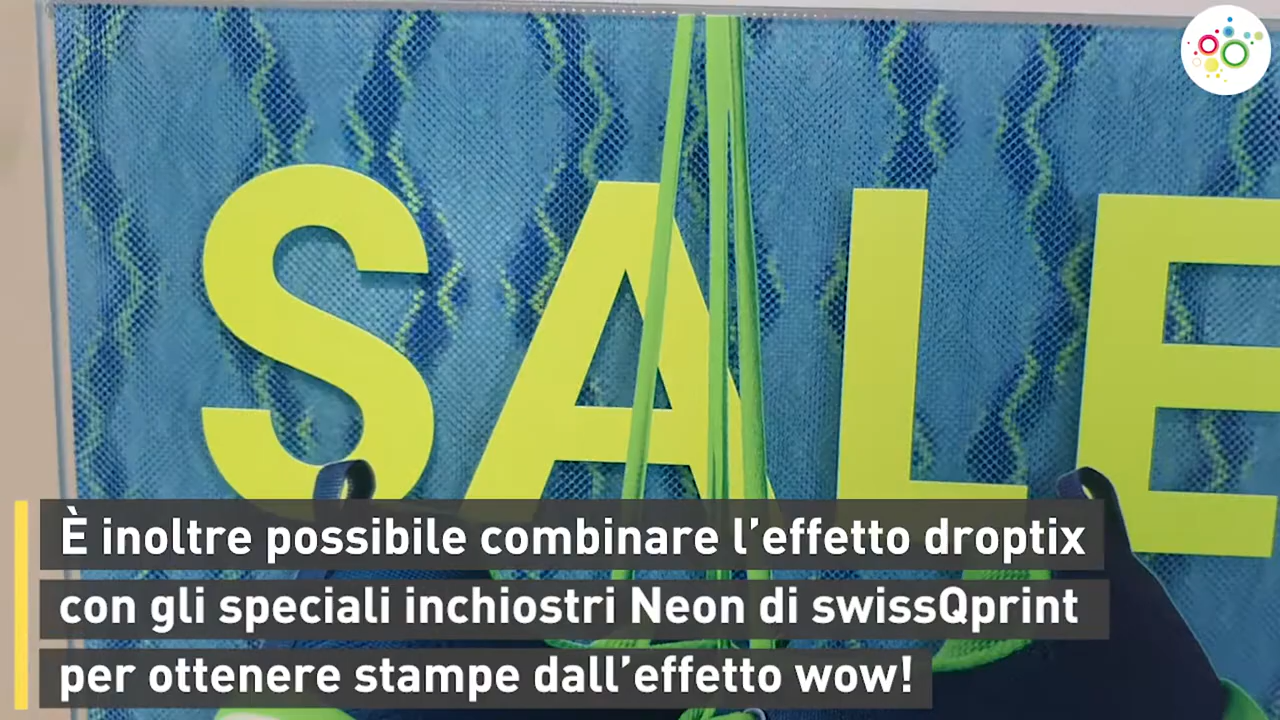 SALE
È inoltre possibile combinare l'effetto droptix
con gli speciali inchiostri Neon di swissQprint
per ottenere stampe dall'effetto wow!